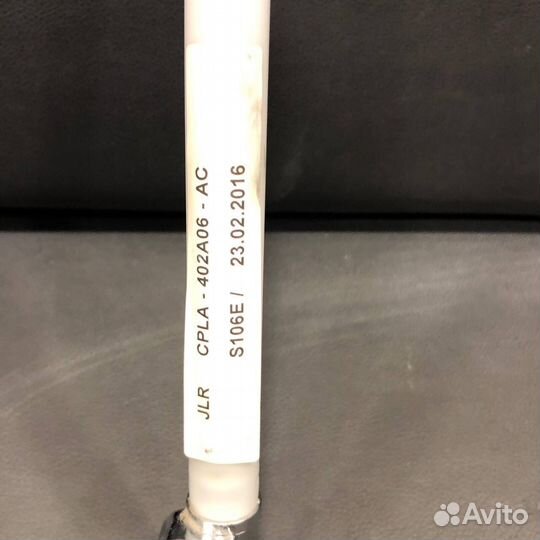 JLR CPLA - 402A06 - AC
S106E / 23.02.2016
Avito